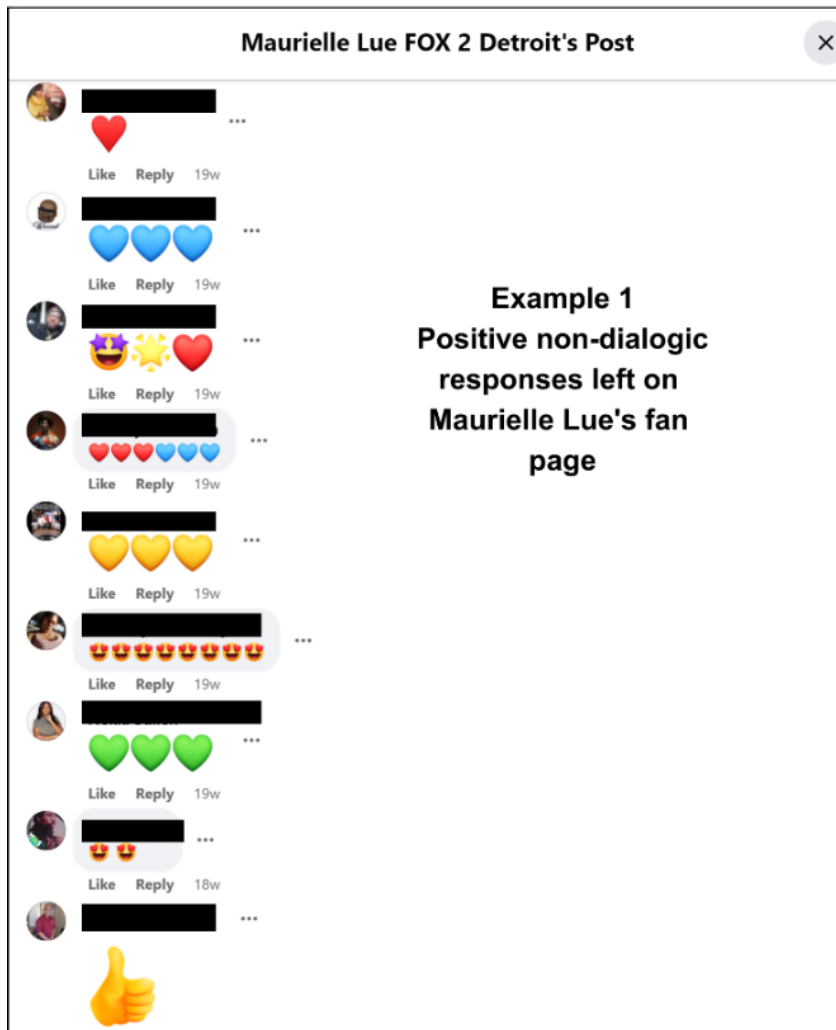 Maurielle Lue FOX 2 Detroit's Post
Like Reply 19w
Like Reply 19w
Like Reply 19w
Like Reply 19w
Like Reply 19w
Like Reply 19w
Like Reply 19w
Like Reply 18w
Example 1
Positive non-dialogic
responses left on
Maurielle Lue's fan
page